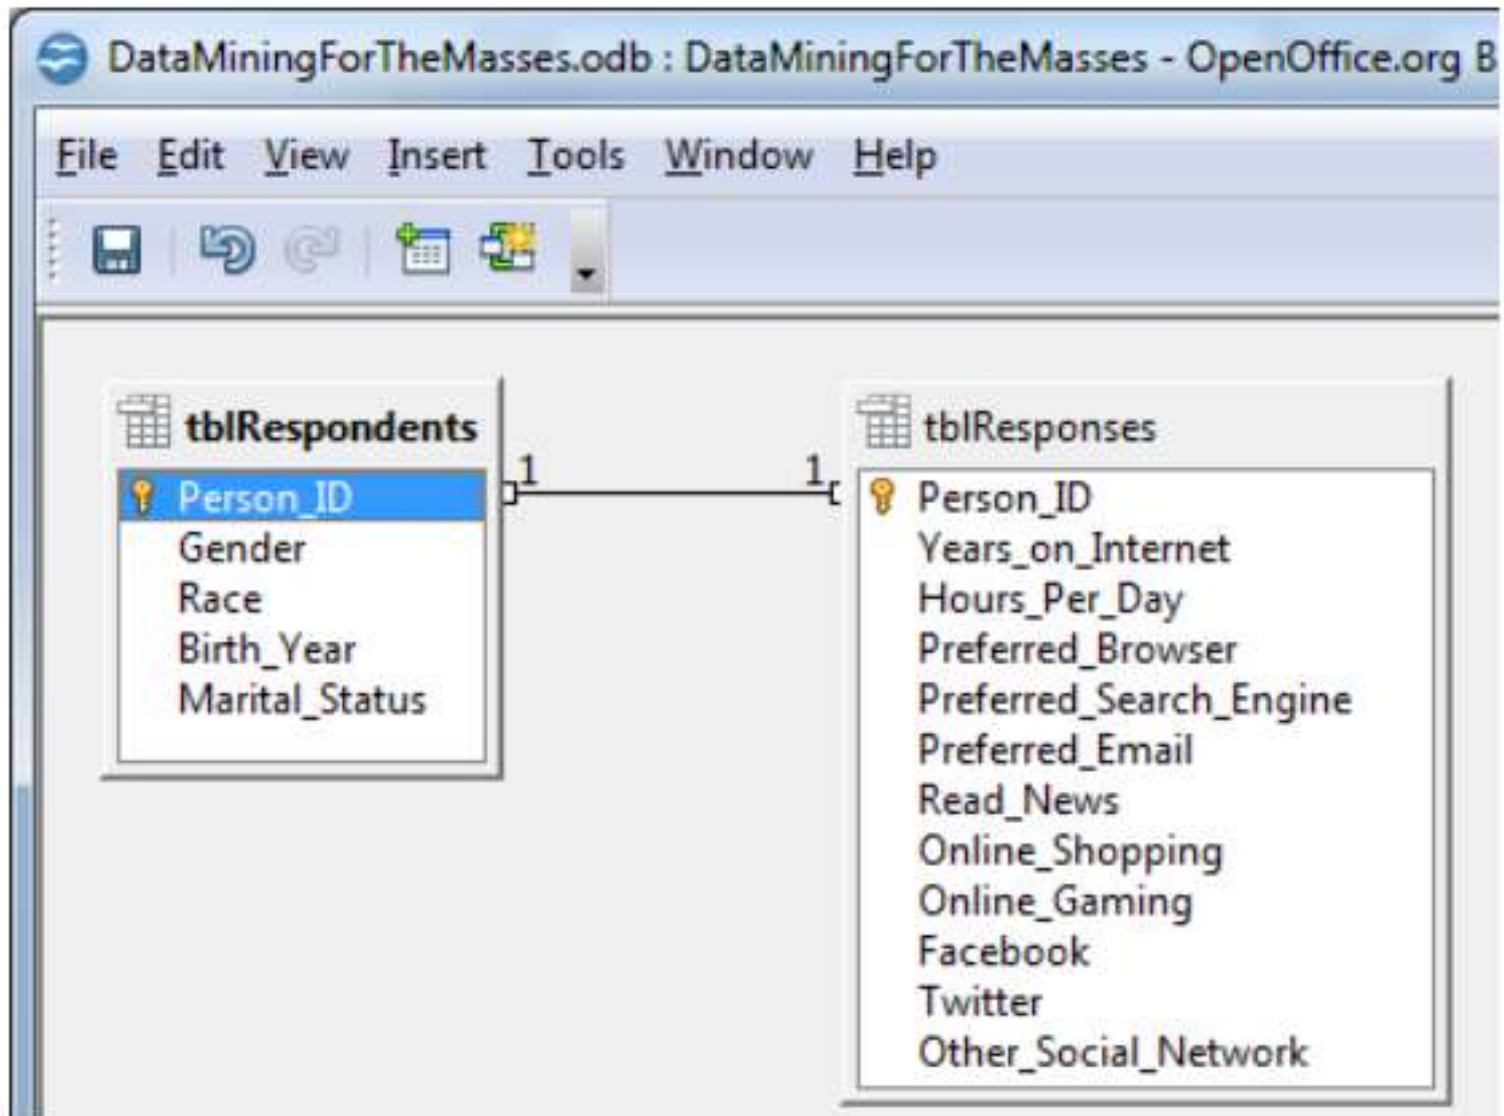 DataMiningForTheMasses.odb : DataMiningForTheMasses - OpenOffice.org B
File Edit View Insert Tools Window Help
tblRespondents
Person_ID
Gender
Race
Birth_Year
Marital_Status
1
1
tblResponses
Person_ID
Years_on_Internet
Hours_Per_Day
Preferred_Browser
Preferred_Search_Engine
Preferred_Email
Read_News
Online_Shopping
Online_Gaming
Facebook
Twitter
Other_Social_Network